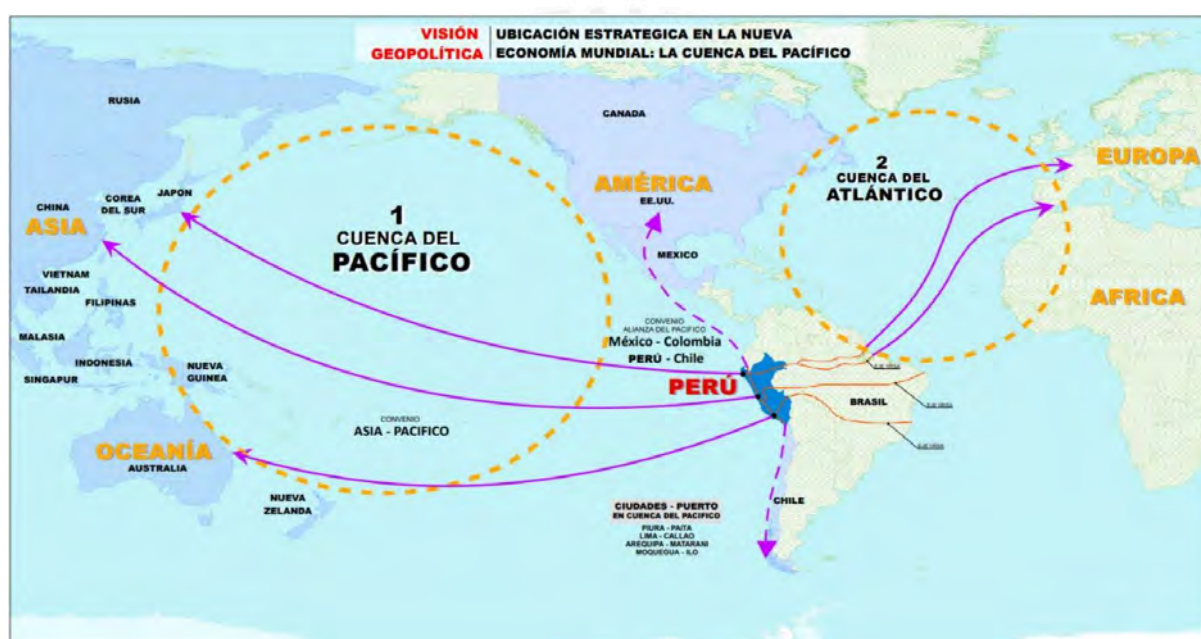 VISIÓN
GEOPOLÍTICA
UBICACIÓN ESTRATEGICA EN LA NUEVA
ECONOMÍA MUNDIAL: LA CUENCA DEL PACÍFICO
RUSIA
CANADA
2
CUENCA DEL
ATLÁNTICO
EUROPA
AMÉRICA
EE.UU.
JAPON
COREA
DEL SUR
CHINA
ASIA
1
CUENCA DEL
PACÍFICO
MEXICO
VIETNAM
TAILANDIA
FILIPINAS
AFRICA
MALASIA
INDONESIA
SINGAPUR
NUEVA
GUINEA
CONVENIO
ALIANZA DEL PACIFICO
México - Colombia
PERÚ - Chile
PERÚ
BRASIL
CONVENIO
ASIA - PACIFICO
OCEANÍA
AUSTRALIA
NUEVA
ZELANDA
CHILE
CIUDADES - PUERTO
EN CUENCA DEL PACIFICO
PIURA - PAITA
LIMA - CALLAO
AREQUIPA - MATARANI
MOQUEGUA - ILO